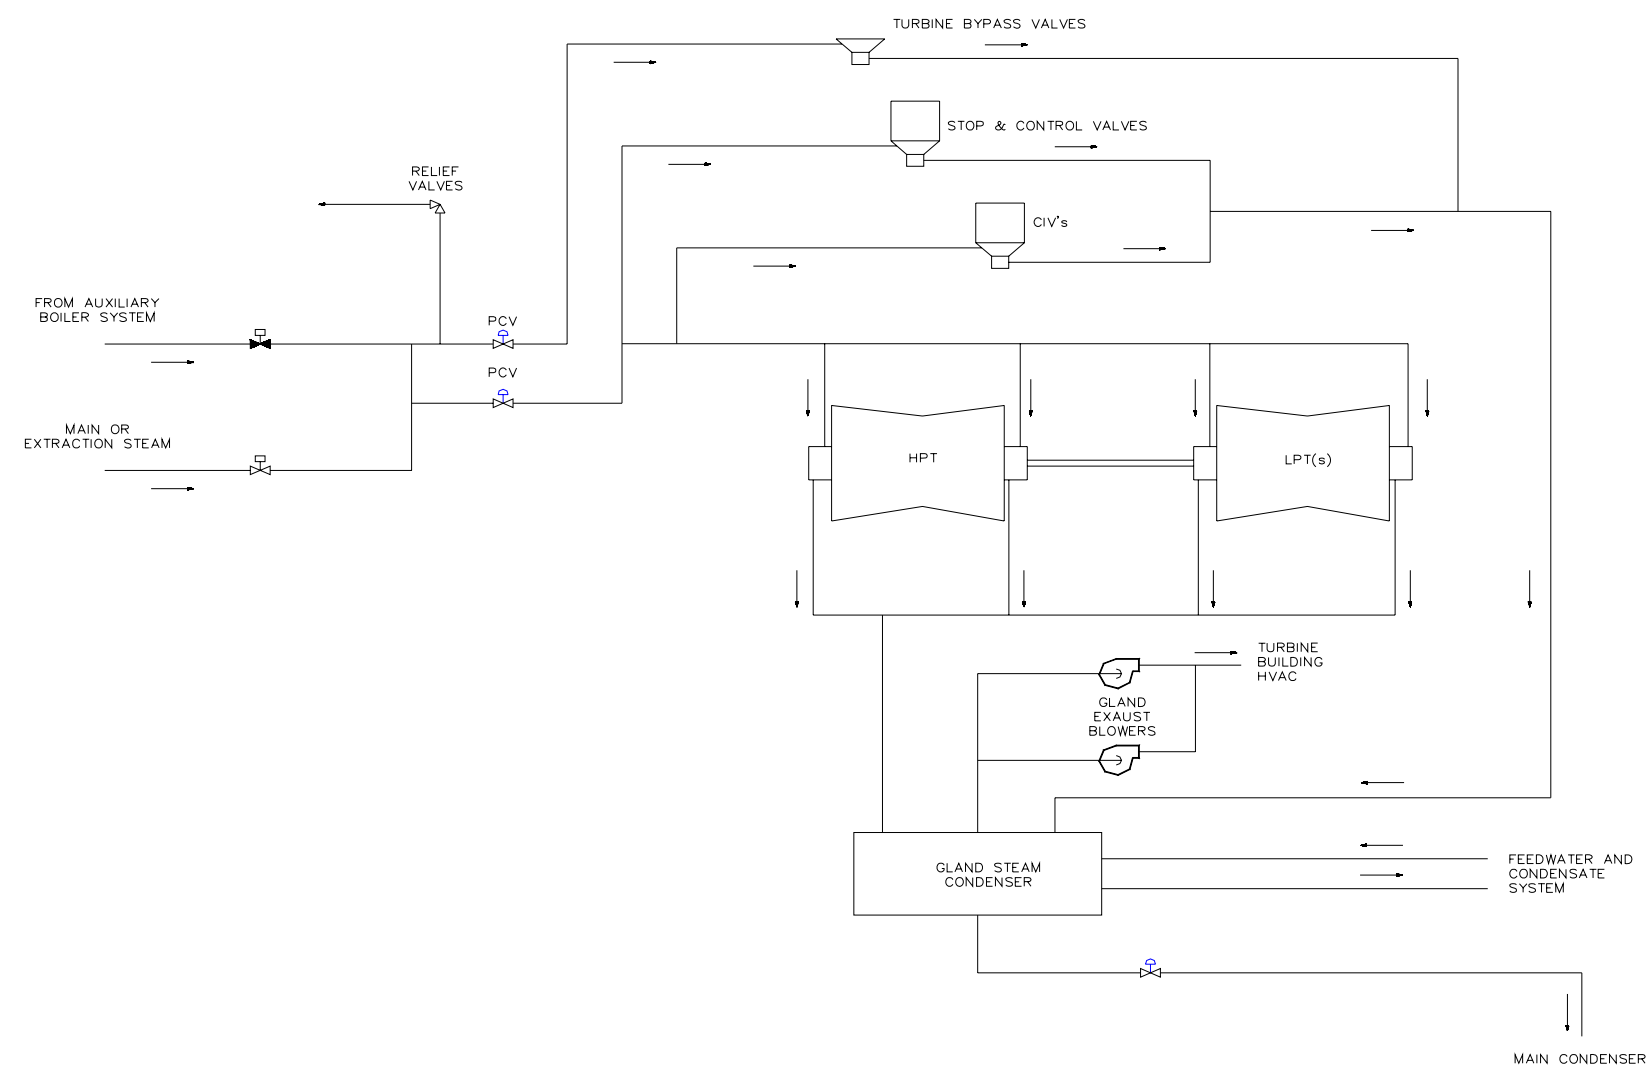 TURBINE BYPASS VALVES
STOP & CONTROL VALVES
RELIEF
VALVES
CIV's
FROM AUXILIARY
BOILER SYSTEM
PCV
PCV
MAIN OR
EXTRACTION STEAM
HPT
LPT(s)
TURBINE
BUILDING
HVAC
GLAND
EXAUST
BLOWERS
GLAND STEAM
CONDENSER
FEEDWATER AND
CONDENSATE
SYSTEM
MAIN CONDENSER